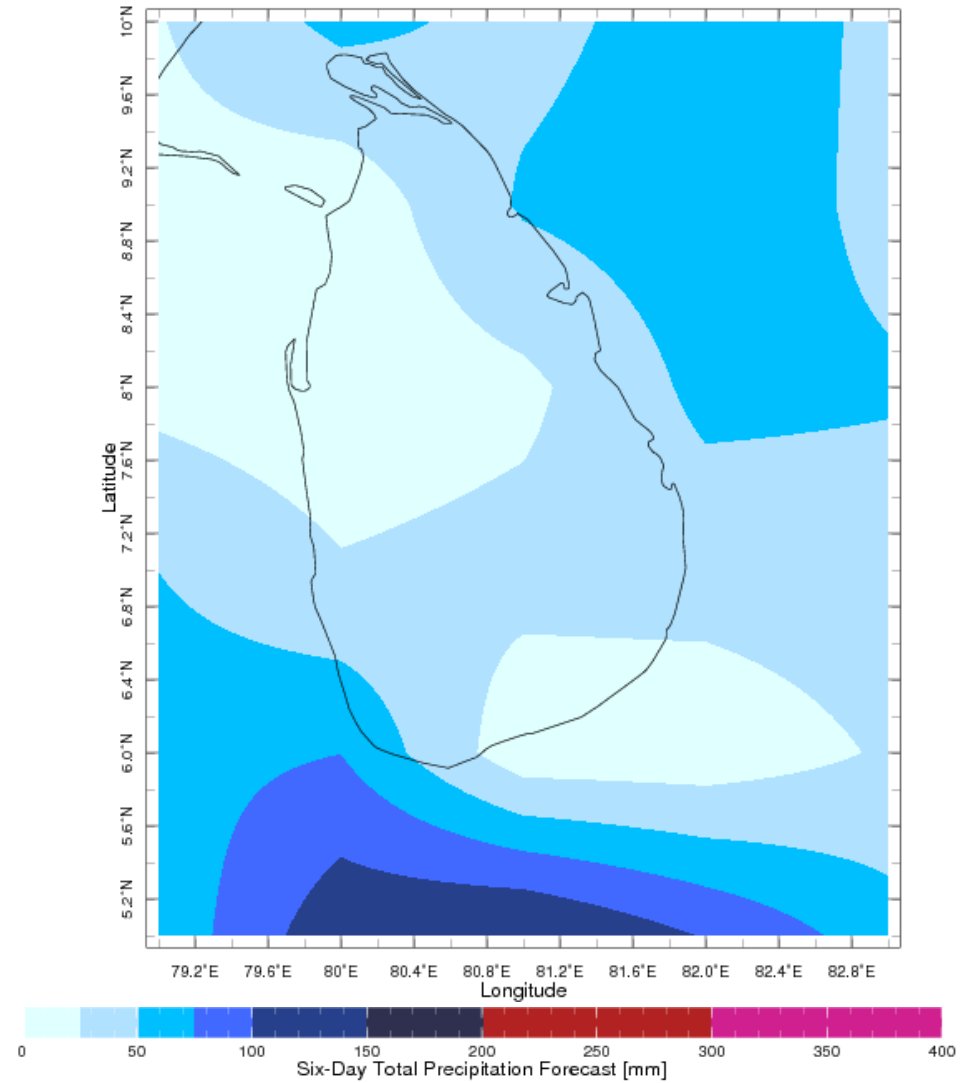 10°N
9.6°N
9.2°N
8.8°N
8.4°N
8°N
7.6°N
7.2°N
6.8°N
6.4°N
6.0°N
5.6°N
5.2°N
Latitude
79.2°E 79.6°E 80°E 80.4°E 80.8°E 81.2°E 81.6°E 82.0°E 82.4°E 82.8°E
Longitude
0 50 100 150 200 250 300 350 400
Six-Day Total Precipitation Forecast [mm]